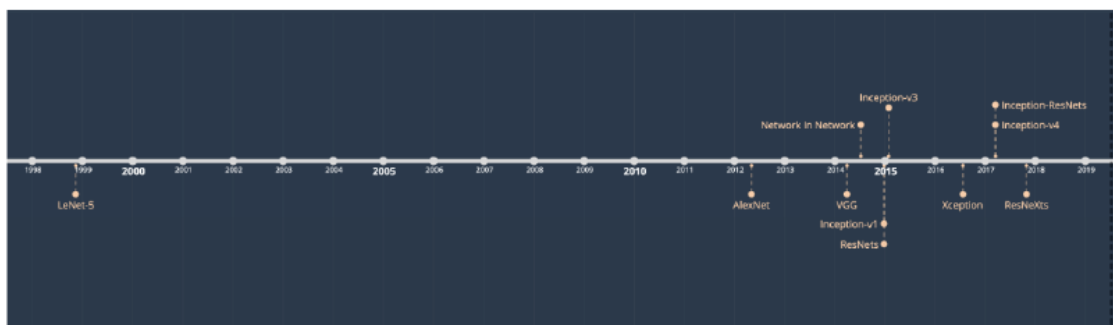 Inception-v3
Inception-ResNets
Network in Network
Inception-v4
1998 1999 2000 2001 2002 2003 2004 2005 2006 2007 2008 2009 2010 2011 2012 2013 2014 2015 2016 2017 2018 2019
LeNet-5
AlexNet
VGG
Xception
ResNeXts
Inception-v1
ResNets